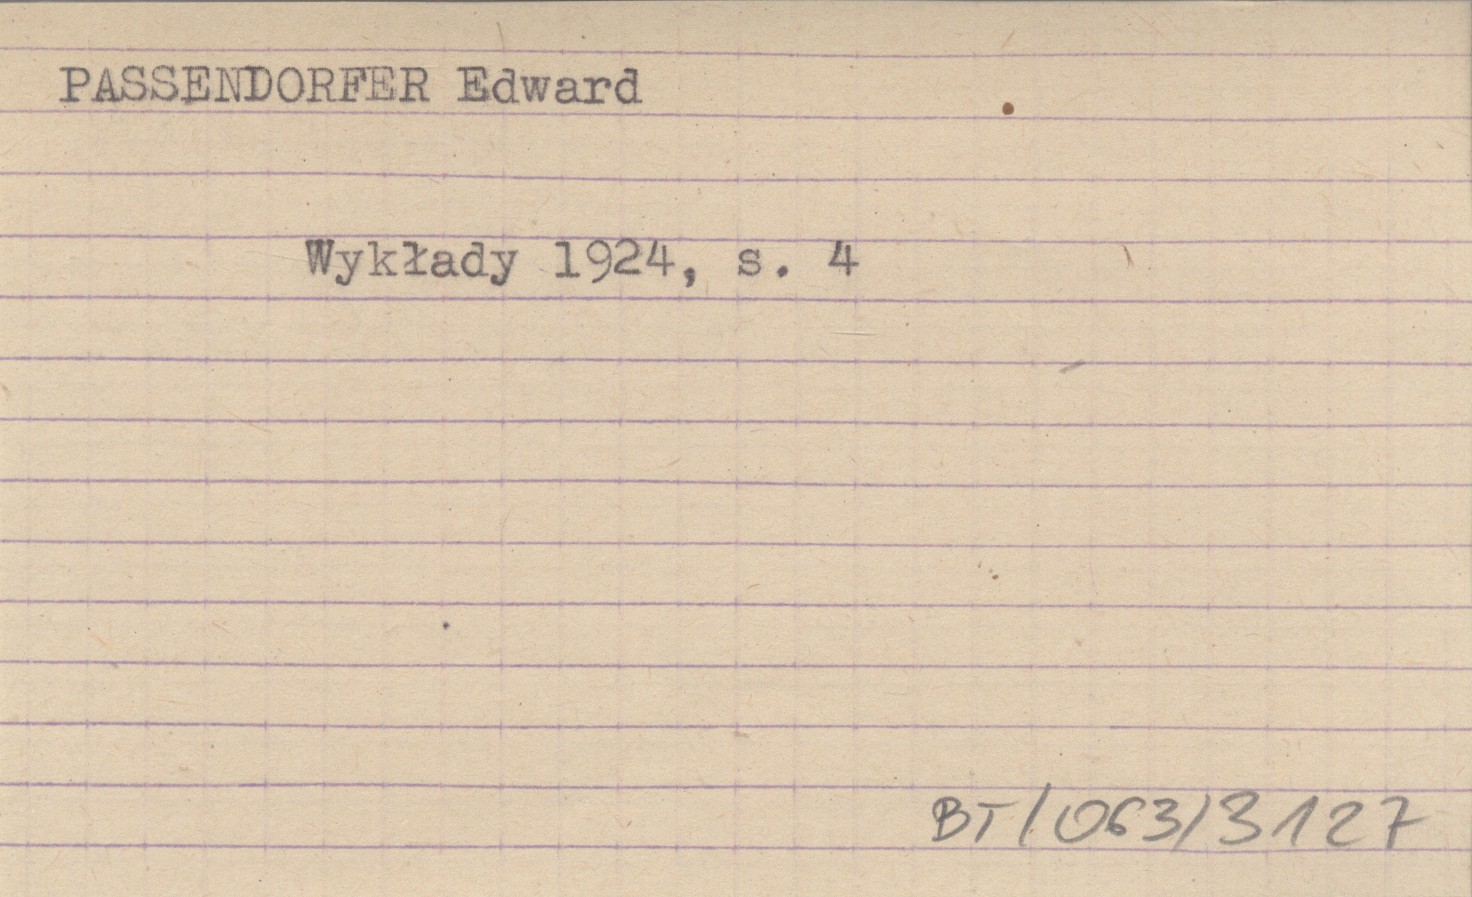 PASSENDORFER Edward
Wykłady 1924, s. 4
BT/063/3127